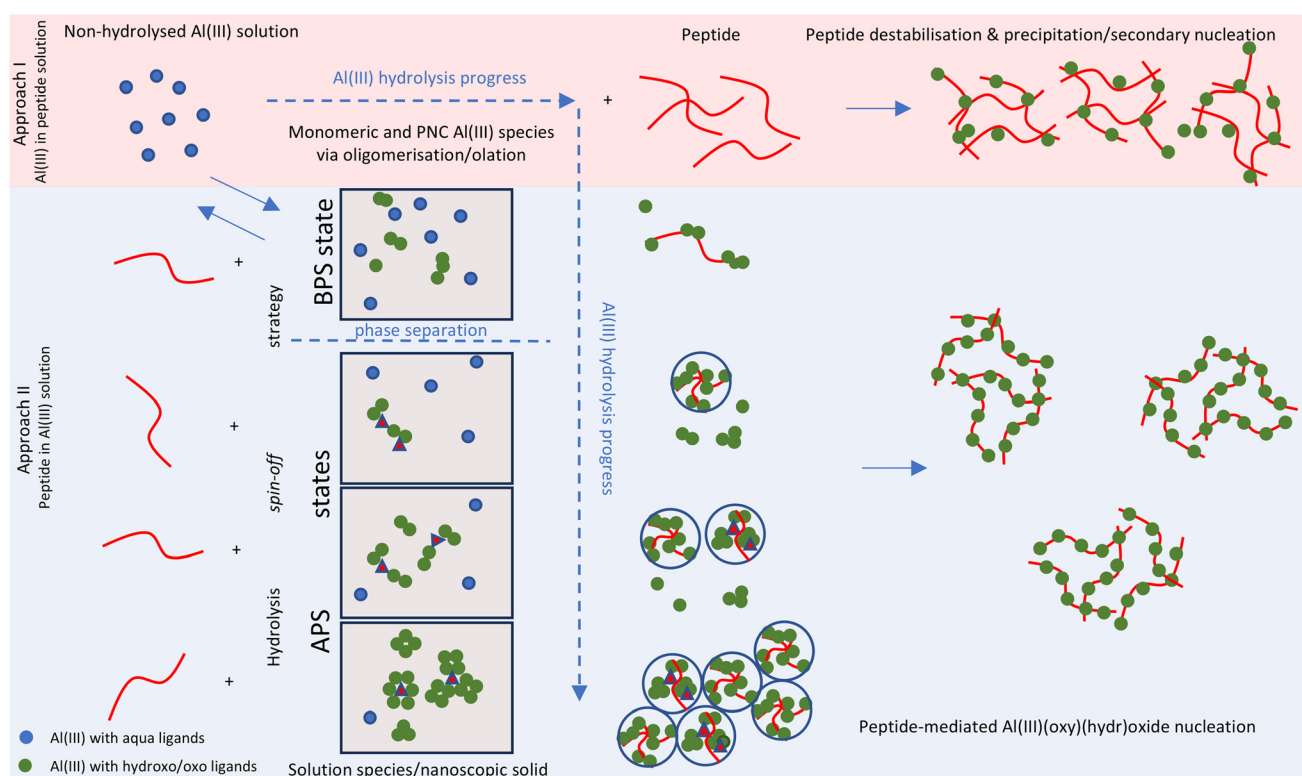 Non-hydrolysed Al(III) solution
Peptide
Peptide destabilisation & precipitation/secondary nucleation
Approach I
Al(III) in peptide solution
Al(III) hydrolysis progress
+
Monomeric and PNC Al(III) species
via oligomerisation/olation
BPS state
+
strategy
phase separation
Al(III) hydrolysis progress
Approach II
Peptide in Al(III) solution
+
spin-off
states
+
Hydrolysis
APS
+
Peptide-mediated Al(III)(oxy)(hydr)oxide nucleation
Al(III) with aqua ligands
Al(III) with hydroxo/oxo ligands
Solution species/nanoscopic solid